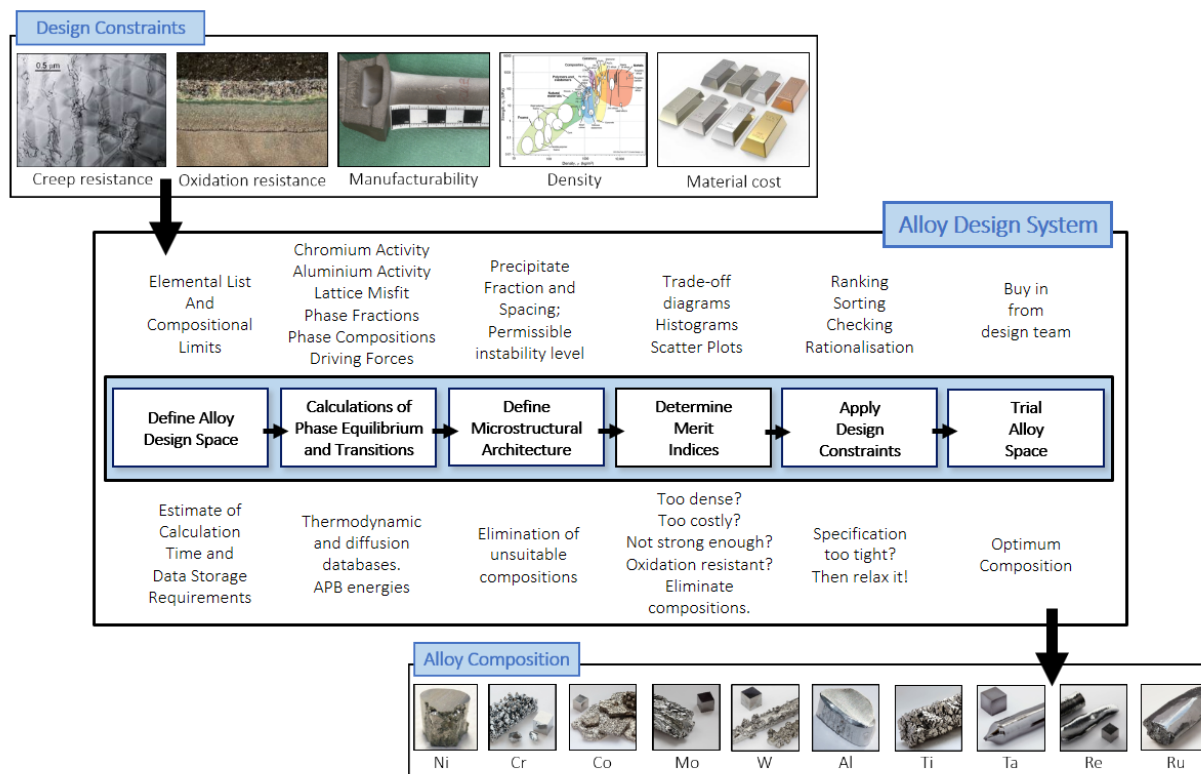 Design Constraints
0.5 µm
Creep resistance
Oxidation resistance
Manufacturability
Density
Material cost
Alloy Design System
Elemental List
And
Compositional
Limits
Chromium Activity
Aluminium Activity
Lattice Misfit
Phase Fractions
Phase Compositions
Driving Forces
Precipitate
Fraction and
Spacing;
Permissible
instability level
Trade-off
diagrams
Histograms
Scatter Plots
Ranking
Sorting
Checking
Rationalisation
Buy in
from
design team
Define Alloy
Design Space
Calculations of
Phase Equilibrium
and Transitions
Define
Microstructural
Architecture
Determine
Merit
Indices
Apply
Design
Constraints
Trial
Alloy
Space
Estimate of
Calculation
Time and
Data Storage
Requirements
Thermodynamic
and diffusion
databases.
APB energies
Elimination of
unsuitable
compositions
Too dense?
Too costly?
Not strong enough?
Oxidation resistant?
Eliminate
compositions.
Specification
too tight?
Then relax it!
Optimum
Composition
Alloy Composition
Ni
Cr
Co
Mo
W
Al
Ti
Ta
Re
Ru